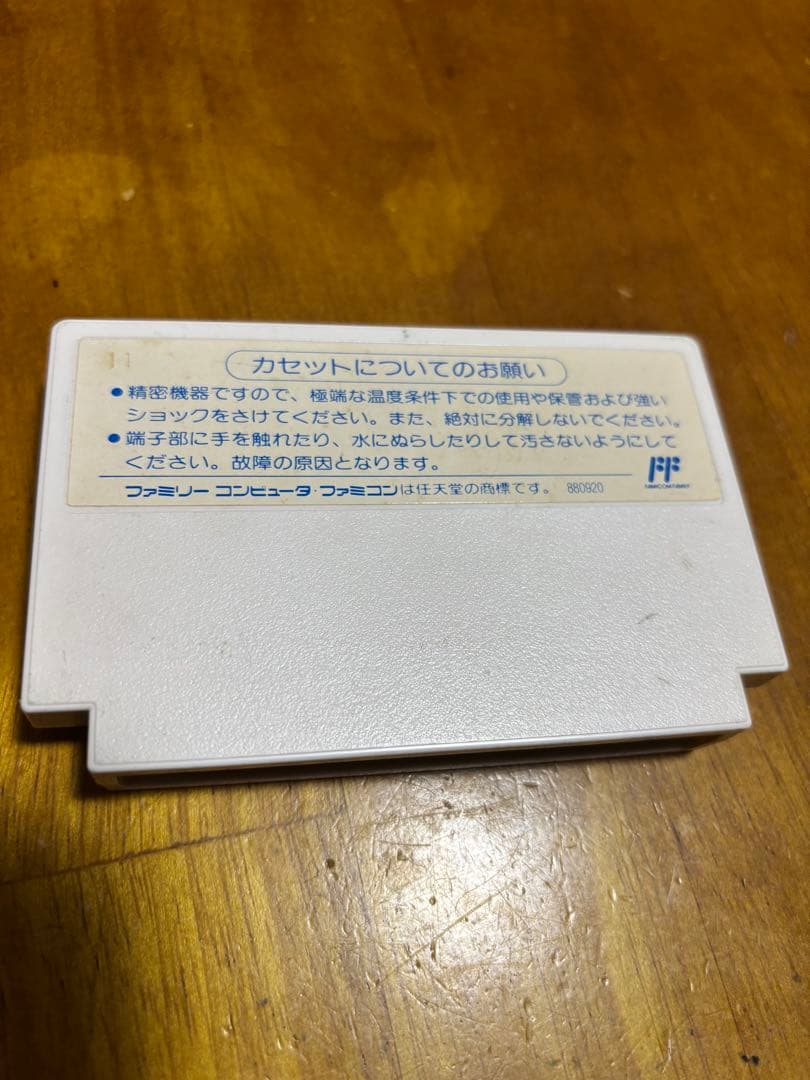 11
カセットについてのお願い
●精密機器ですので、極端な温度条件下での使用や保管および強い
ショックをさけてください。また、絶対に分解しないでください。
●端子部に手を触れたり、水にぬらしたりして汚さないようにして
ください。故障の原因となります。
ファミリー コンピュータ・ファミコンは任天堂の商標です。 880920
FF
FAMICOM FAMILY